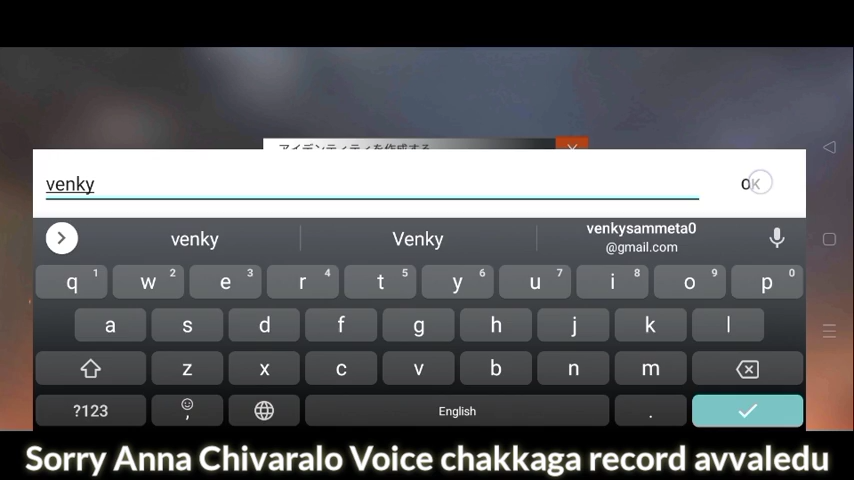 アイデンティティを作成する
venky
OK
venky Venky venkysammeta0
@gmail.com
q 1 w 2 e 3 r 4 t 5 y 6 u 7 i 8 o 9 p 0
a s d f g h j k l
z x c v b n m
?123 , English .
Sorry Anna Chivaralo Voice chakkaga record avvaledu